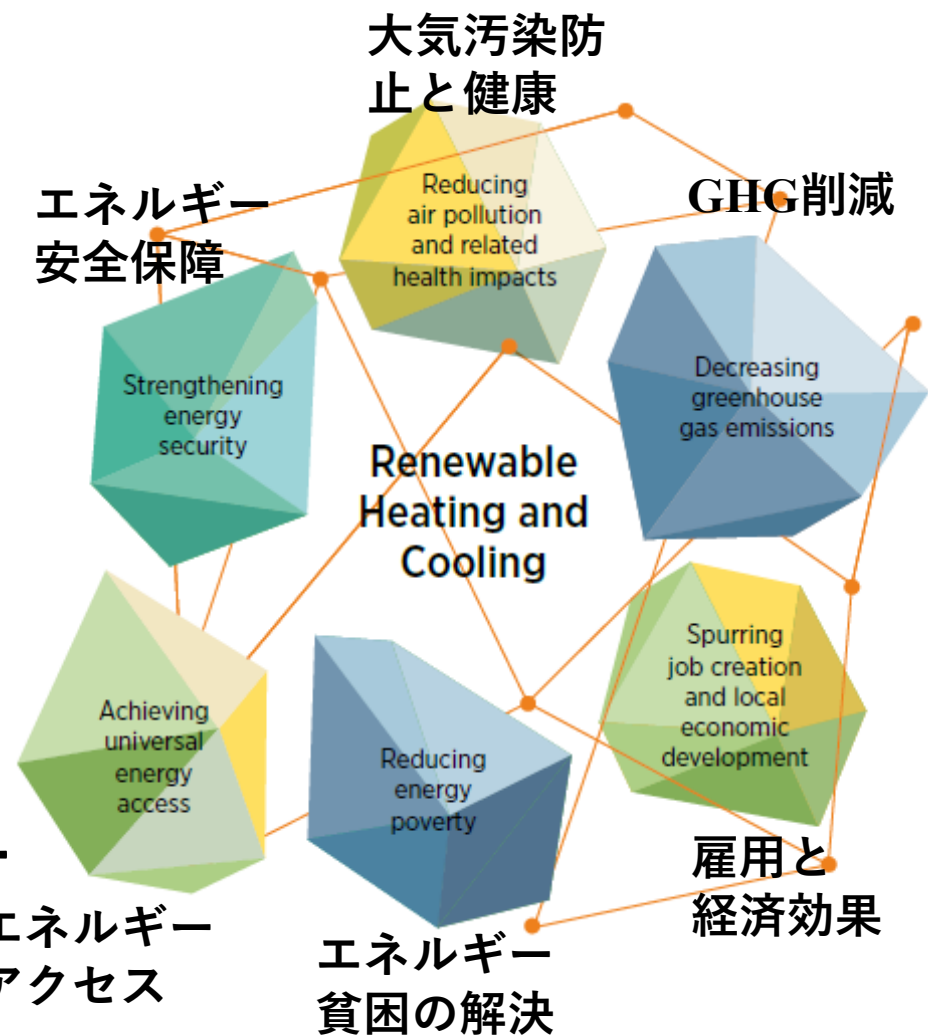 大気汚染防
止と健康
Reducing
air pollution
and related
health impacts
エネルギー
安全保障
GHG削減
Strengthening
energy
security
Decreasing
greenhouse
gas emissions
Renewable
Heating and
Cooling
Achieving
universal
energy
access
Reducing
energy
poverty
Spurring
job creation
and local
economic
development
エネルギー
アクセス
エネルギー
貧困の解決
雇用と
経済効果